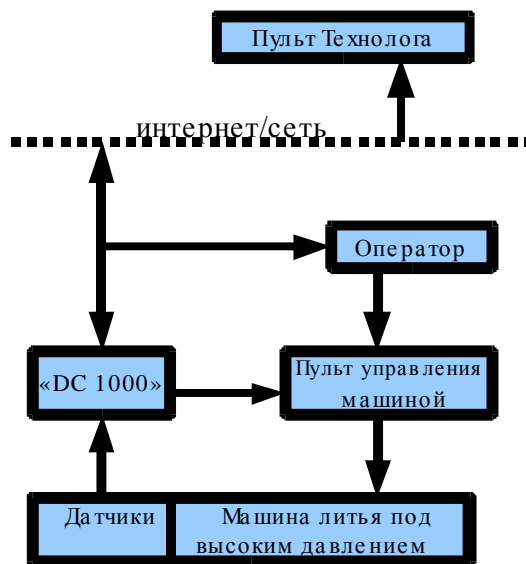 Пульт Технолога
интернет/сеть
Оператор
«DC 1000»
Пульт управления
машиной
Датчики
Машина литья под
высоким давлением